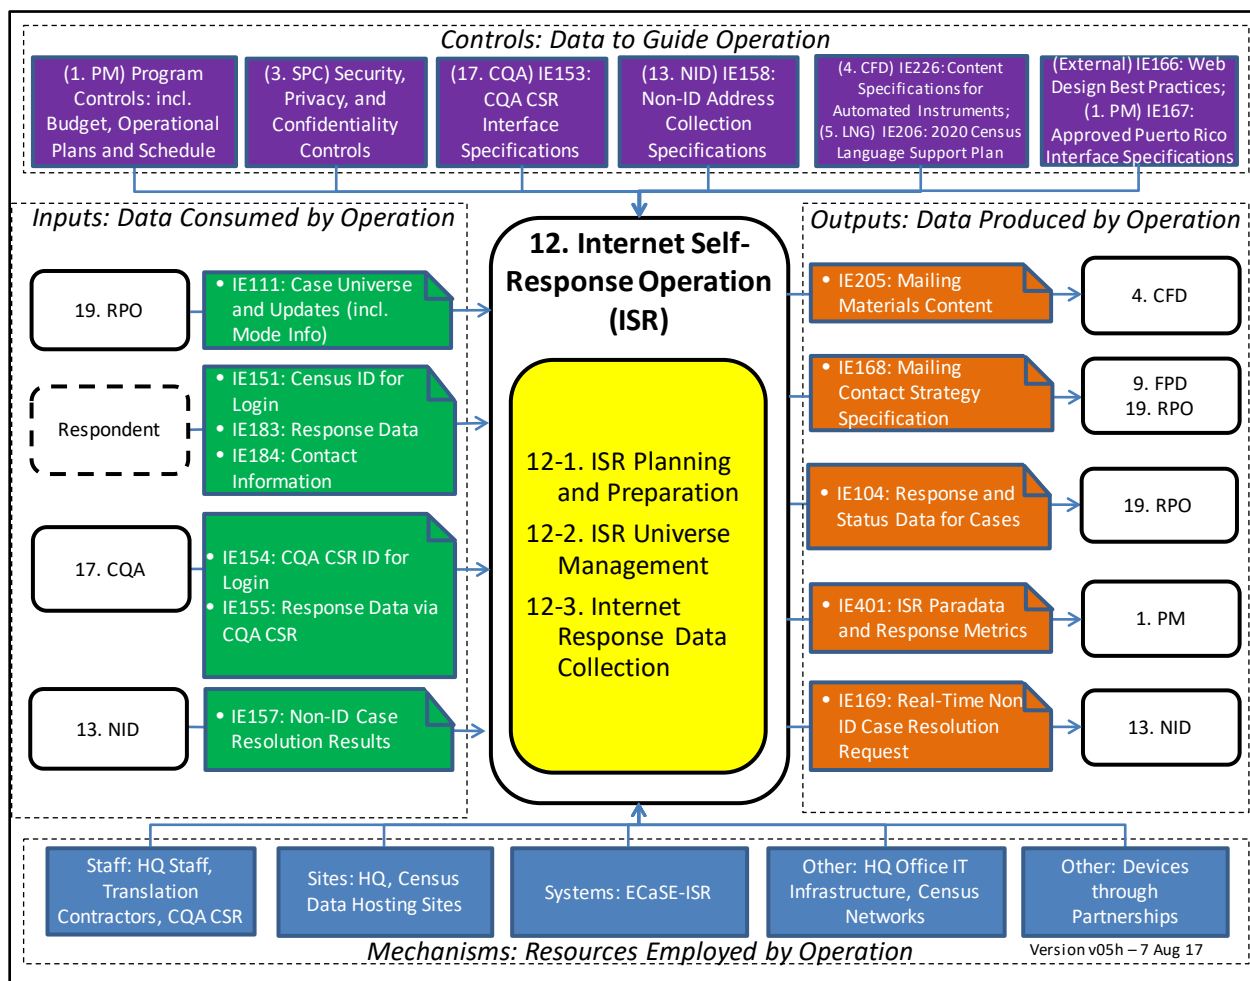 Controls: Data to Guide Operation
(1. PM) Program
Controls: incl.
Budget, Operational
Plans and Schedule
(3. SPC) Security,
Privacy, and
Confidentiality
Controls
(17. CQA) IE153:
CQA CSR
Interface
Specifications
(13. NID) IE158:
Non-ID Address
Collection
Specifications
(4. CFD) IE226: Content
Specifications for
Automated Instruments;
(5. LNG) IE206: 2020 Census
Language Support Plan
(External) IE166: Web
Design Best Practices;
(1. PM) IE167:
Approved Puerto Rico
Interface Specifications
Inputs: Data Consumed by Operation
19. RPO
• IE111: Case Universe
and Updates (incl.
Mode Info)
Respondent
• IE151: Census ID for
Login
• IE183: Response Data
• IE184: Contact
Information
17. CQA
• IE154: CQA CSR ID for
Login
• IE155: Response Data via
CQA CSR
13. NID
• IE157: Non-ID Case
Resolution Results
12. Internet Self-
Response Operation
(ISR)
12-1. ISR Planning
and Preparation
12-2. ISR Universe
Management
12-3. Internet
Response Data
Collection
Outputs: Data Produced by Operation
• IE205: Mailing
Materials Content
4. CFD
• IE168: Mailing
Contact Strategy
Specification
9. FPD
19. RPO
• IE104: Response and
Status Data for Cases
19. RPO
• IE401: ISR Paradata
and Response Metrics
1. PM
• IE169: Real-Time Non
ID Case Resolution
Request
13. NID
Staff: HQ Staff,
Translation
Contractors, CQA CSR
Sites: HQ, Census
Data Hosting Sites
Systems: ECaSE-ISR
Other: HQ Office IT
Infrastructure, Census
Networks
Other: Devices
through
Partnerships
Mechanisms: Resources Employed by Operation
Version v05h – 7 Aug 17